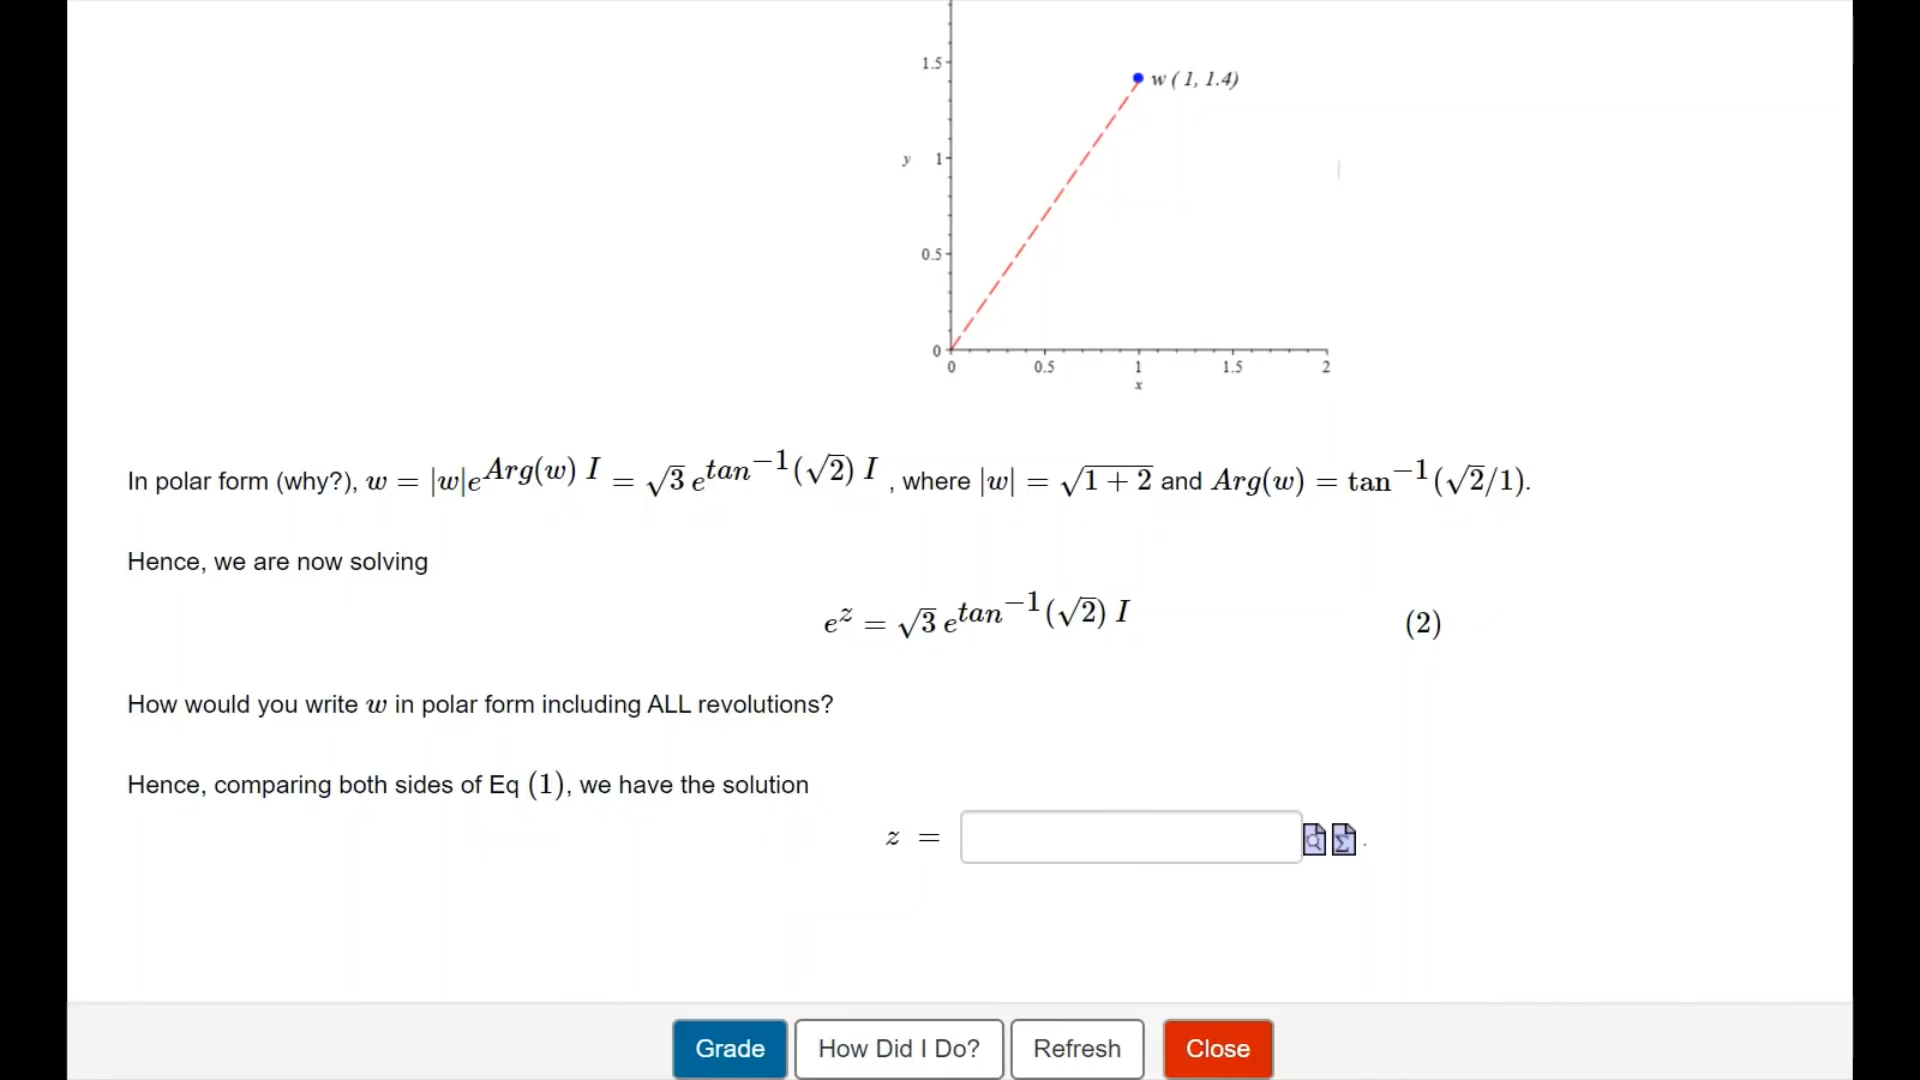 1.5
w ( 1, 1.4)
y 1
0.5
0
0 0.5 1 1.5 2
x
In polar form (why?), w = |w|e^{Arg(w) I} = √3 e^{tan^{−1}(√2) I} , where |w| = √(1 + 2) and Arg(w) = tan^{−1}(√2/1).
Hence, we are now solving
e^z = √3 e^{tan^{−1}(√2) I} (2)
How would you write w in polar form including ALL revolutions?
Hence, comparing both sides of Eq (1), we have the solution
z = .
Grade How Did I Do? Refresh Close